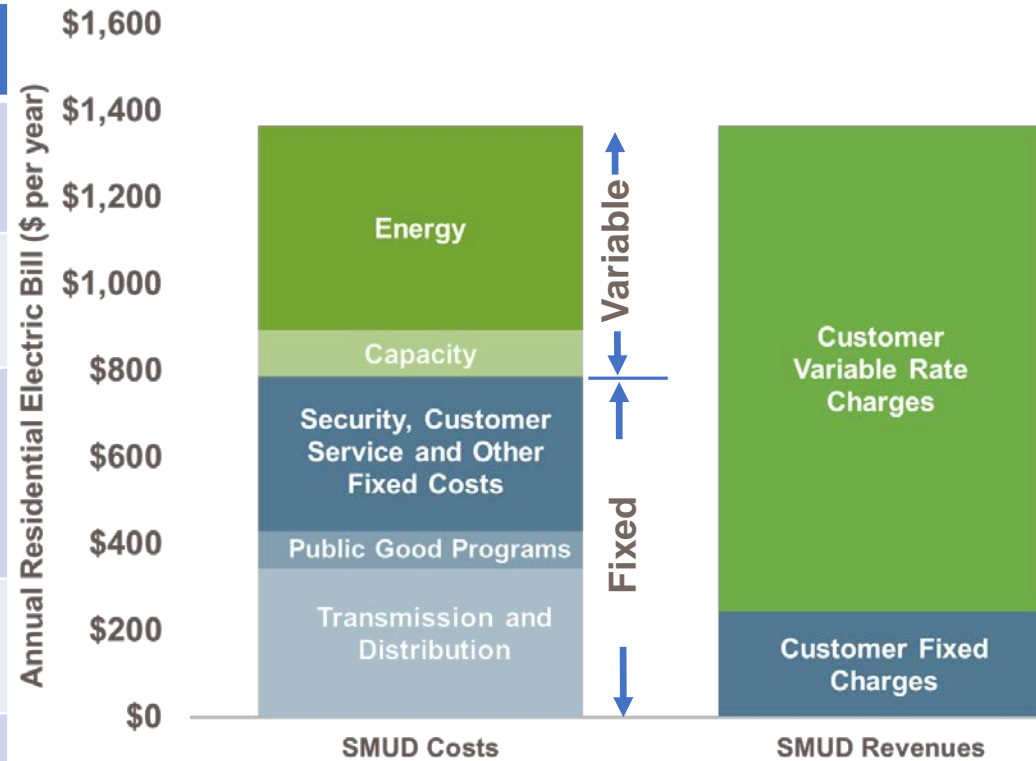 Annual Residential Electric Bill ($ per year)
$1,600
$1,400
$1,200
$1,000
$800
$600
$400
$200
$0
Energy
Capacity
Security, Customer
Service and Other
Fixed Costs
Public Good Programs
Transmission and
Distribution
SMUD Costs
Variable
Fixed
Customer
Variable Rate
Charges
Customer Fixed
Charges
SMUD Revenues